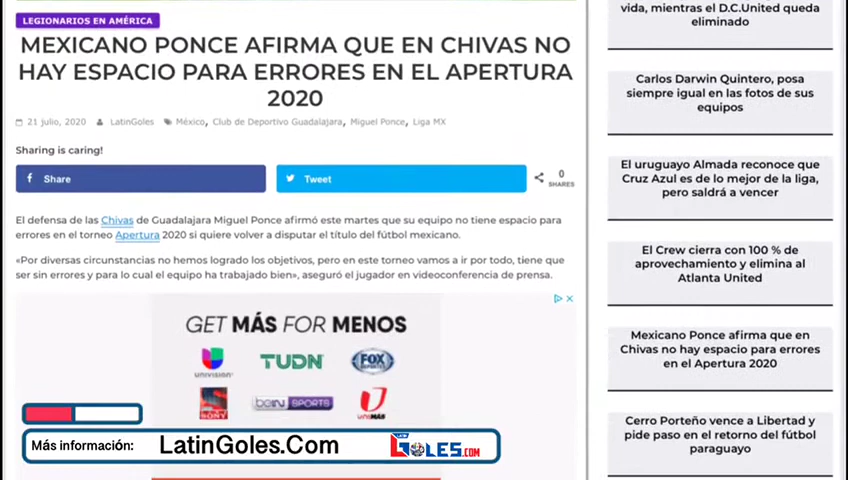 LEGIONARIOS EN AMÉRICA
MEXICANO PONCE AFIRMA QUE EN CHIVAS NO
HAY ESPACIO PARA ERRORES EN EL APERTURA
2020
21 julio, 2020 LatinGoles México, Club de Deportivo Guadalajara, Miguel Ponce, Liga MX
Sharing is caring!
Share
Tweet
0
SHARES
El defensa de las Chivas de Guadalajara Miguel Ponce afirmó este martes que su equipo no tiene espacio para
errores en el torneo Apertura 2020 si quiere volver a disputar el título del fútbol mexicano.
«Por diversas circunstancias no hemos logrado los objetivos, pero en este torneo vamos a ir por todo, tiene que
ser sin errores y para lo cual el equipo ha trabajado bien», aseguró el jugador en videoconferencia de prensa.
GET MÁS FOR MENOS
UNIVISION
TUDN
FOX
DEPORTES
SONY
beIN SPORTS
UNIMÁS
Más información: LatinGoles.Com
GOLES.COM
vida, mientras el D.C.United queda
eliminado
Carlos Darwin Quintero, posa
siempre igual en las fotos de sus
equipos
El uruguayo Almada reconoce que
Cruz Azul es de lo mejor de la liga,
pero saldrá a vencer
El Crew cierra con 100 % de
aprovechamiento y elimina al
Atlanta United
Mexicano Ponce afirma que en
Chivas no hay espacio para errores
en el Apertura 2020
Cerro Porteño vence a Libertad y
pide paso en el retorno del fútbol
paraguayo